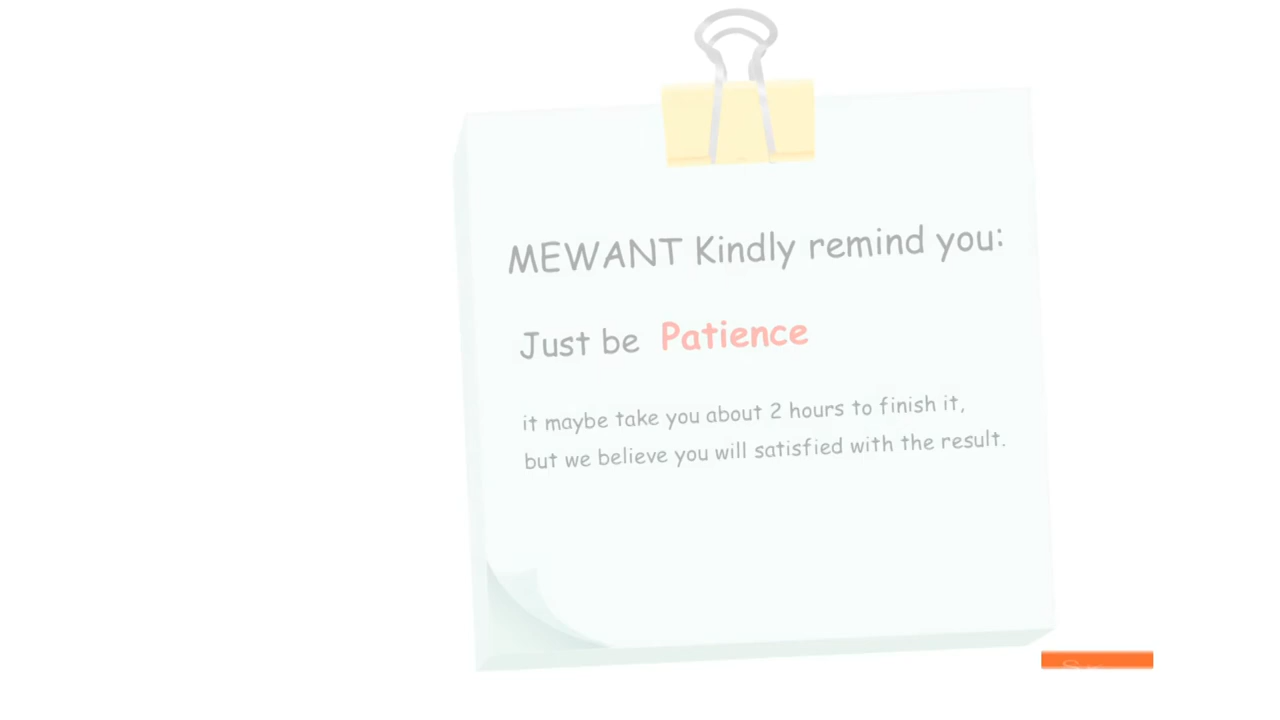 MEWANT Kindly remind you:
Just be Patience
it maybe take you about 2 hours to finish it,
but we believe you will satisfied with the result.